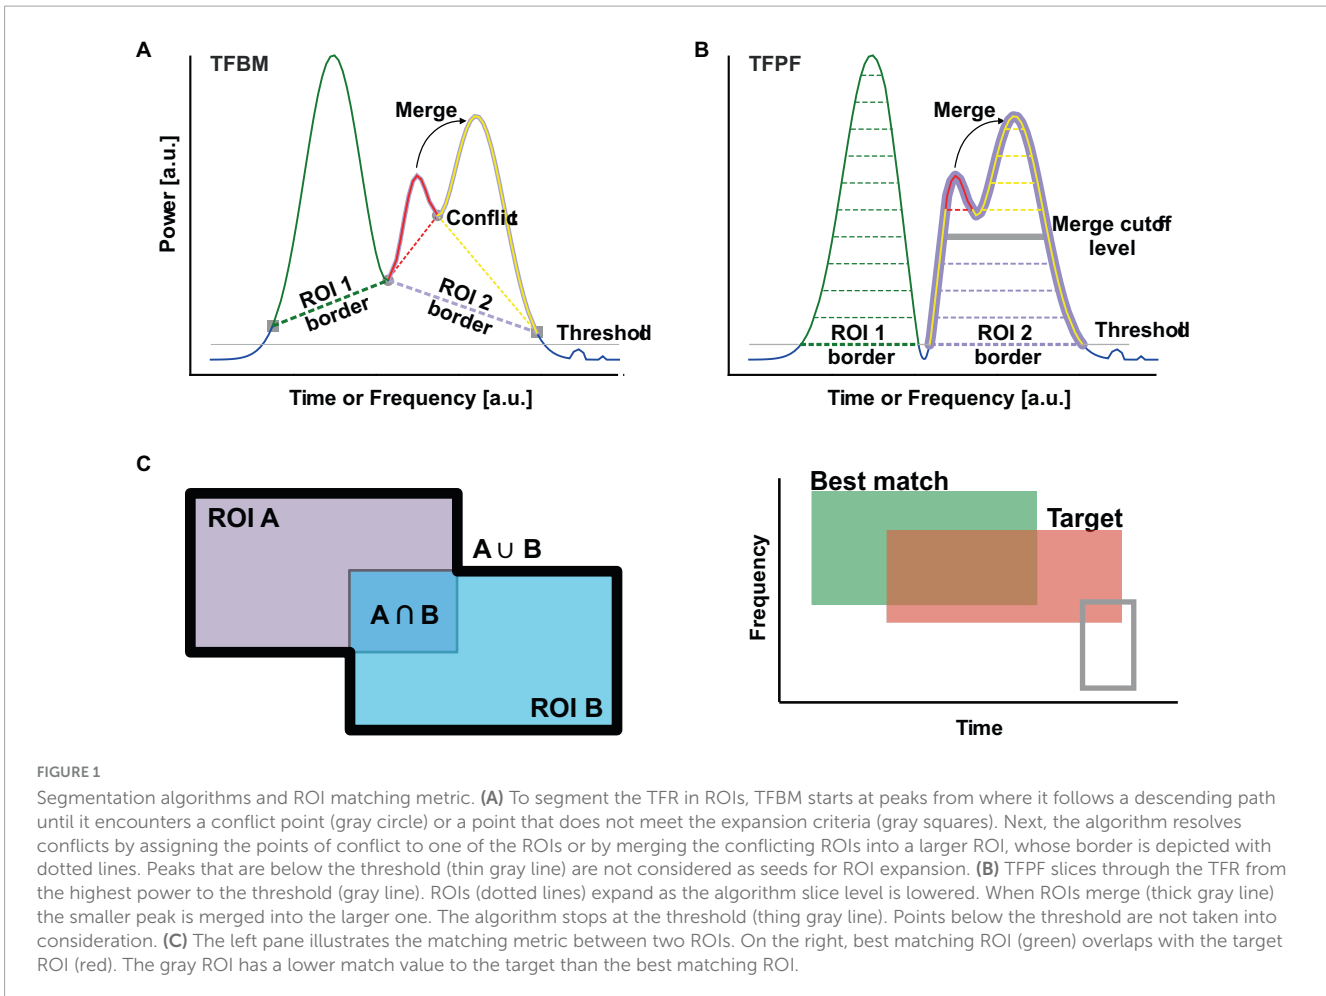 A
TFBM
Merge
Conflict
ROI 1
border
ROI 2
border
Threshold
Power [a.u.]
Time or Frequency [a.u.]
B
TFPF
Merge
Merge cutoff
level
ROI 1
border
ROI 2
border
Threshold
Time or Frequency [a.u.]
C
ROI A
A ∪ B
A ∩ B
ROI B
Best match
Target
Frequency
Time
FIGURE 1
Segmentation algorithms and ROI matching metric. (A) To segment the TFR in ROIs, TFBM starts at peaks from where it follows a descending path
until it encounters a conflict point (gray circle) or a point that does not meet the expansion criteria (gray squares). Next, the algorithm resolves
conflicts by assigning the points of conflict to one of the ROIs or by merging the conflicting ROIs into a larger ROI, whose border is depicted with
dotted lines. Peaks that are below the threshold (thin gray line) are not considered as seeds for ROI expansion. (B) TFPF slices through the TFR from
the highest power to the threshold (gray line). ROIs (dotted lines) expand as the algorithm slice level is lowered. When ROIs merge (thick gray line)
the smaller peak is merged into the larger one. The algorithm stops at the threshold (thing gray line). Points below the threshold are not taken into
consideration. (C) The left pane illustrates the matching metric between two ROIs. On the right, best matching ROI (green) overlaps with the target
ROI (red). The gray ROI has a lower match value to the target than the best matching ROI.